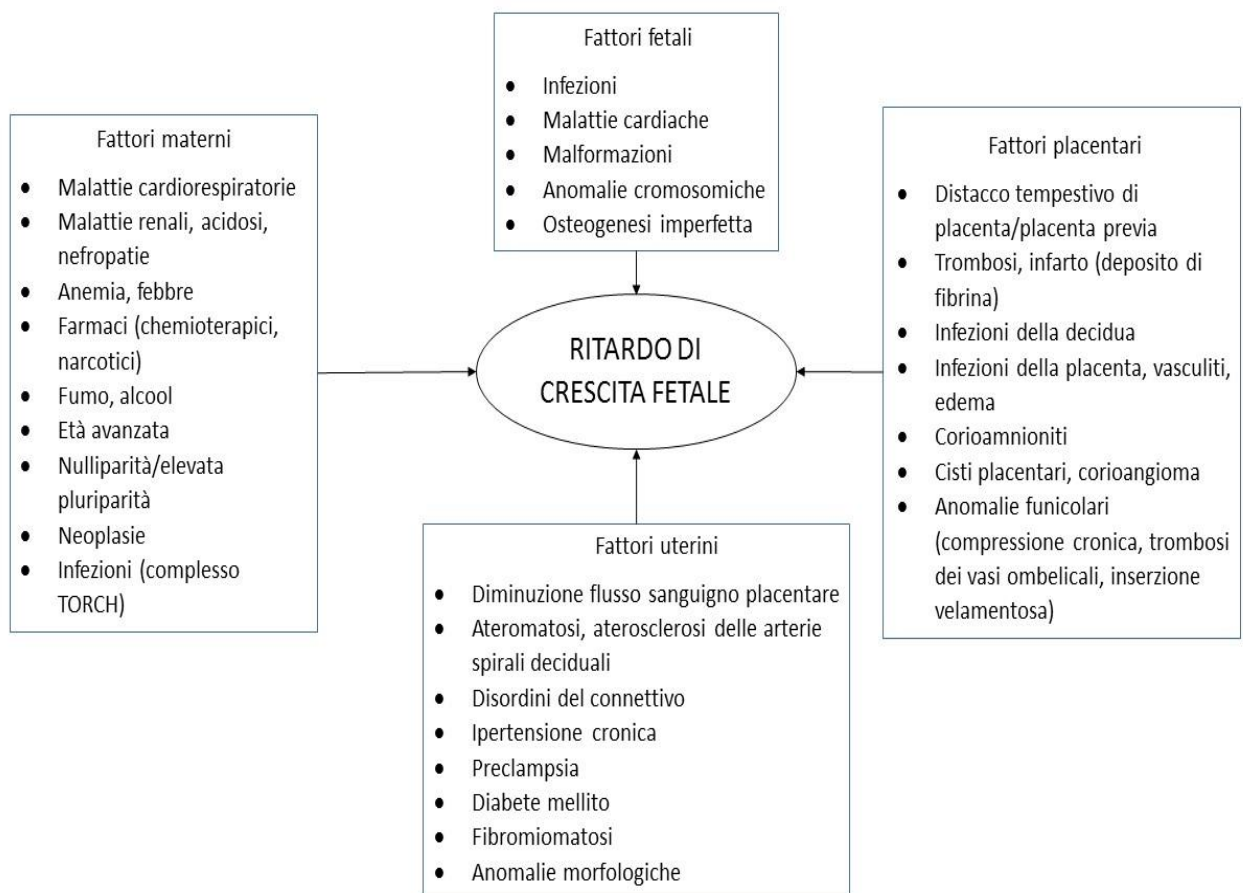 Fattori fetali
• Infezioni
• Malattie cardiache
• Malformazioni
• Anomalie cromosomiche
• Osteogenesi imperfetta
Fattori materni
• Malattie cardiorespiratorie
• Malattie renali, acidosi,
nefropatie
• Anemia, febbre
• Farmaci (chemioterapici,
narcotici)
• Fumo, alcool
• Età avanzata
• Nulliparità/elevata
pluriparità
• Neoplasie
• Infezioni (complesso
TORCH)
RITARDO DI
CRESCITA FETALE
Fattori placentari
• Distacco tempestivo di
placenta/placenta previa
• Trombosi, infarto (deposito di
fibrina)
• Infezioni della decidua
• Infezioni della placenta, vasculiti,
edema
• Corioamnioniti
• Cisti placentari, corioangioma
• Anomalie funicolari
(compressione cronica, trombosi
dei vasi ombelicali, inserzione
velamentosa)
Fattori uterini
• Diminuzione flusso sanguigno placentare
• Ateromatosi, aterosclerosi delle arterie
spirali deciduali
• Disordini del connettivo
• Ipertensione cronica
• Preclampsia
• Diabete mellito
• Fibromiomatosi
• Anomalie morfologiche